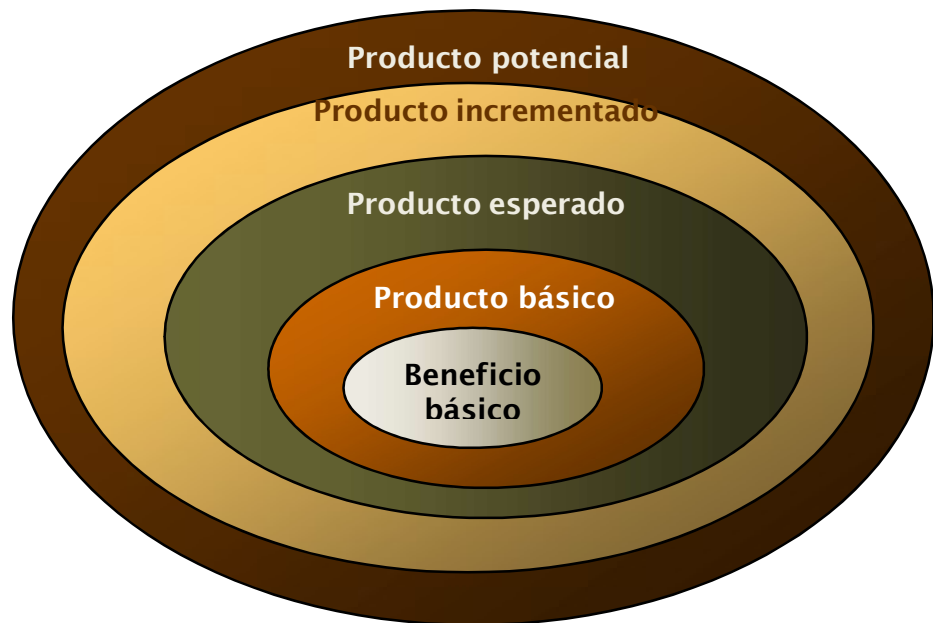 Producto potencial
Producto incrementado
Producto esperado
Producto básico
Beneficio
básico